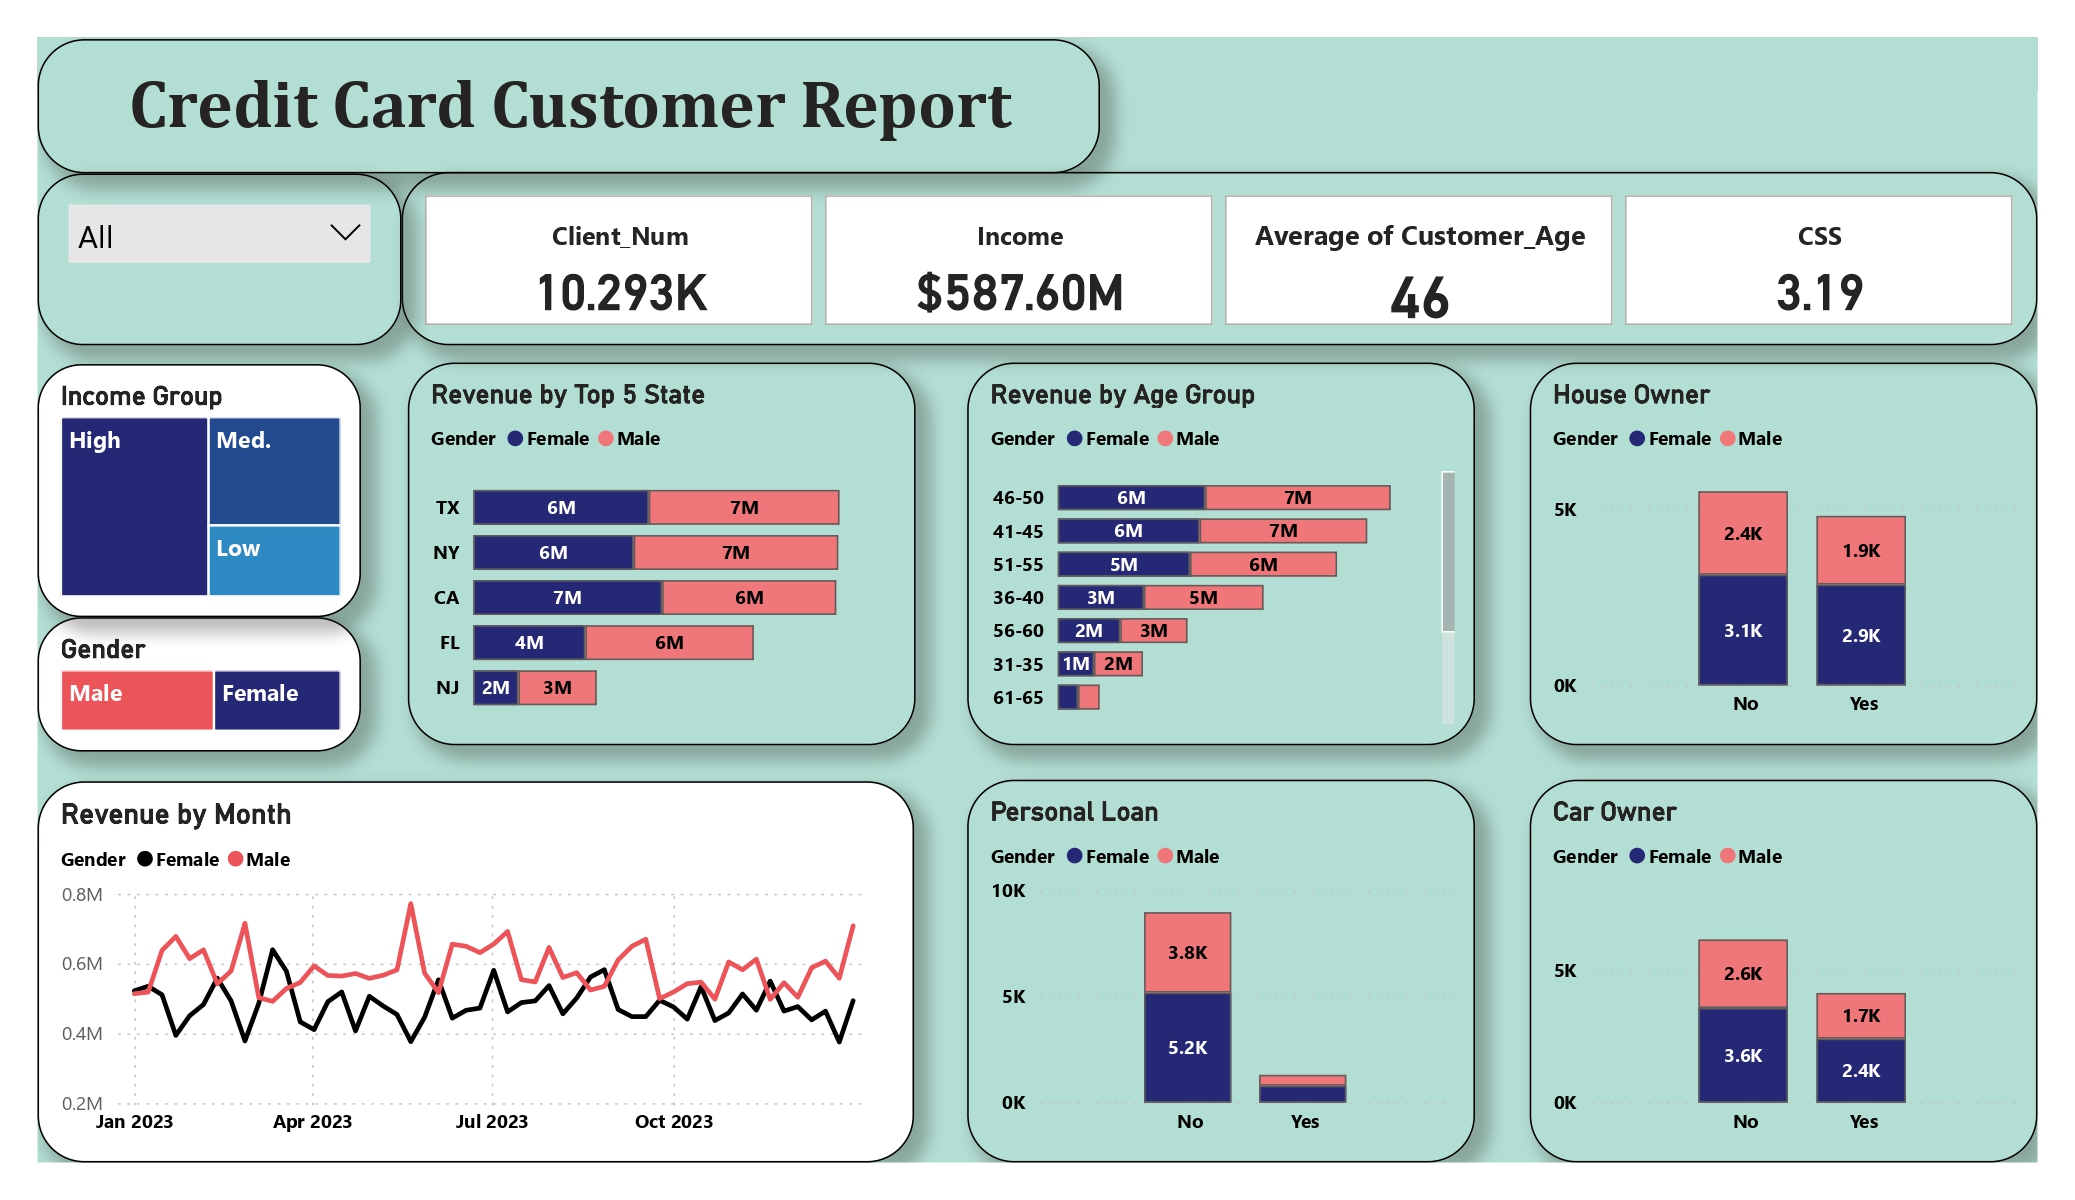 Credit Card Customer Report
All
Client_Num
10.293K
Income
$587.60M
Average of Customer_Age
46
CSS
3.19
Income Group
High
Med.
Low
Gender
Male
Female
Revenue by Top 5 State
Gender Female Male
TX 6M 7M
NY 6M 7M
CA 7M 6M
FL 4M 6M
NJ 2M 3M
Revenue by Age Group
Gender Female Male
46-50 6M 7M
41-45 6M 7M
51-55 5M 6M
36-40 3M 5M
56-60 2M 3M
31-35 1M 2M
61-65
House Owner
Gender Female Male
5K
2.4K
1.9K
3.1K
2.9K
0K
No Yes
Revenue by Month
Gender Female Male
0.8M
0.6M
0.4M
0.2M
Jan 2023 Apr 2023 Jul 2023 Oct 2023
Personal Loan
Gender Female Male
10K
3.8K
5K
5.2K
0K
No Yes
Car Owner
Gender Female Male
5K
2.6K
1.7K
3.6K
2.4K
0K
No Yes